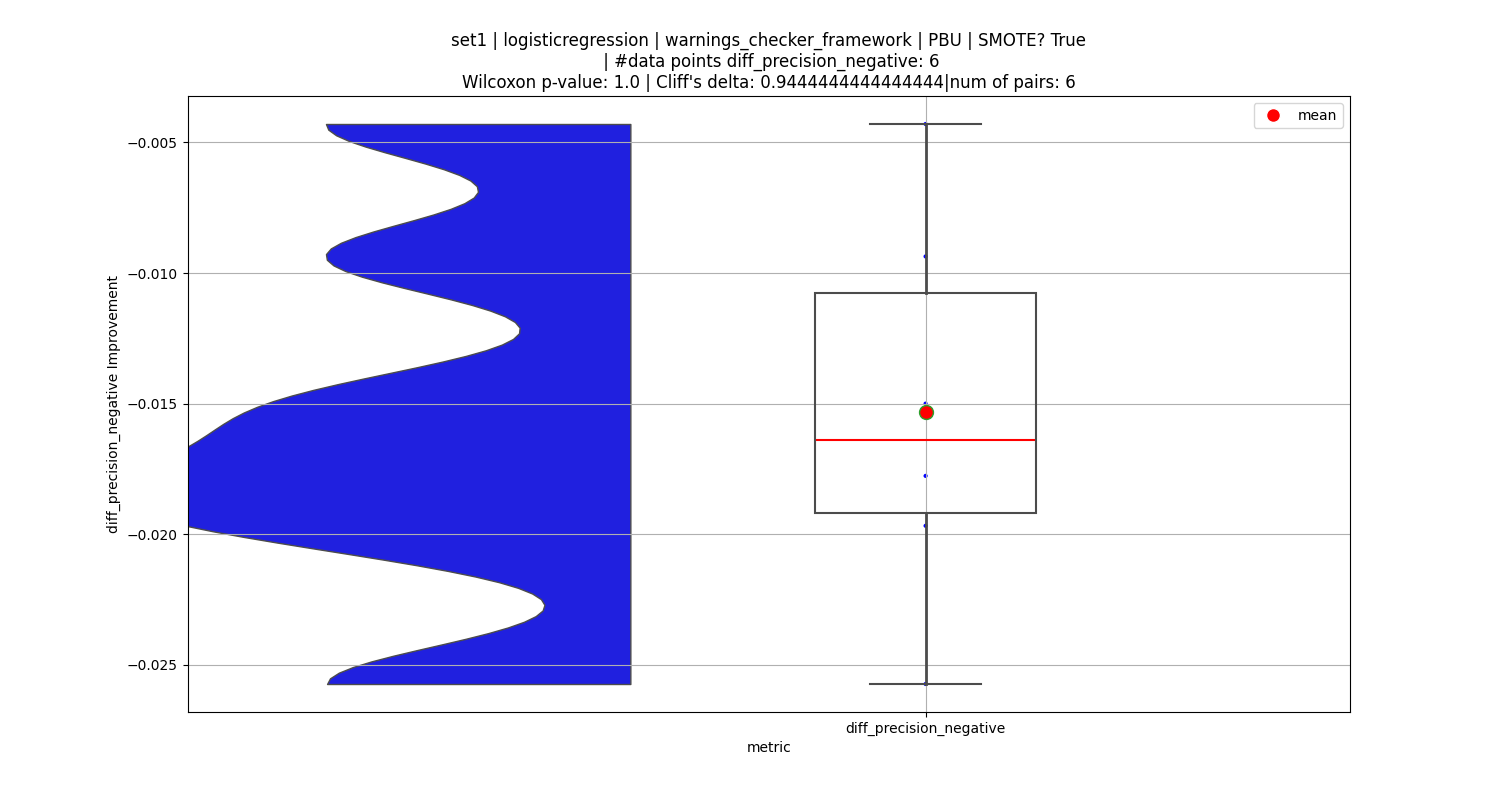 set1 | logisticregression | warnings_checker_framework | PBU | SMOTE? True
| #data points diff_precision_negative: 6
Wilcoxon p-value: 1.0 | Cliff's delta: 0.9444444444444444|num of pairs: 6
mean
−0.005
−0.010
−0.015
−0.020
−0.025
diff_precision_negative Improvement
diff_precision_negative
metric